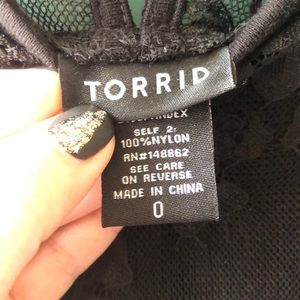 TORRID
SELF 2:
100%NYLON
RN#148862
SEE CARE
ON REVERSE
MADE IN CHINA
0